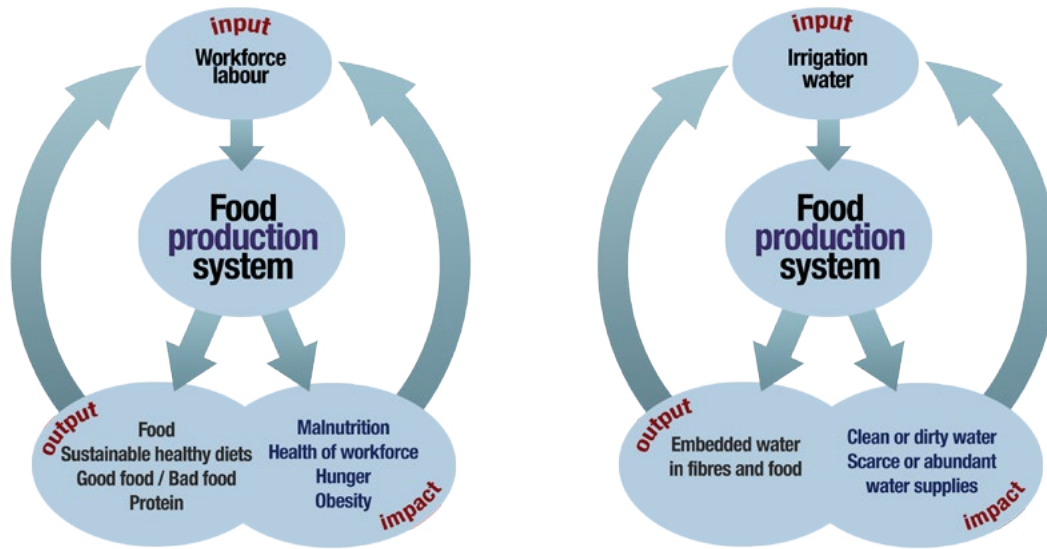 input
Workforce
labour
Food
production
system
output
Food
Sustainable healthy diets
Good food / Bad food
Protein
Malnutrition
Health of workforce
Hunger
Obesity
impact
input
Irrigation
water
Food
production
system
output
Embedded water
in fibres and food
Clean or dirty water
Scarce or abundant
water supplies
impact